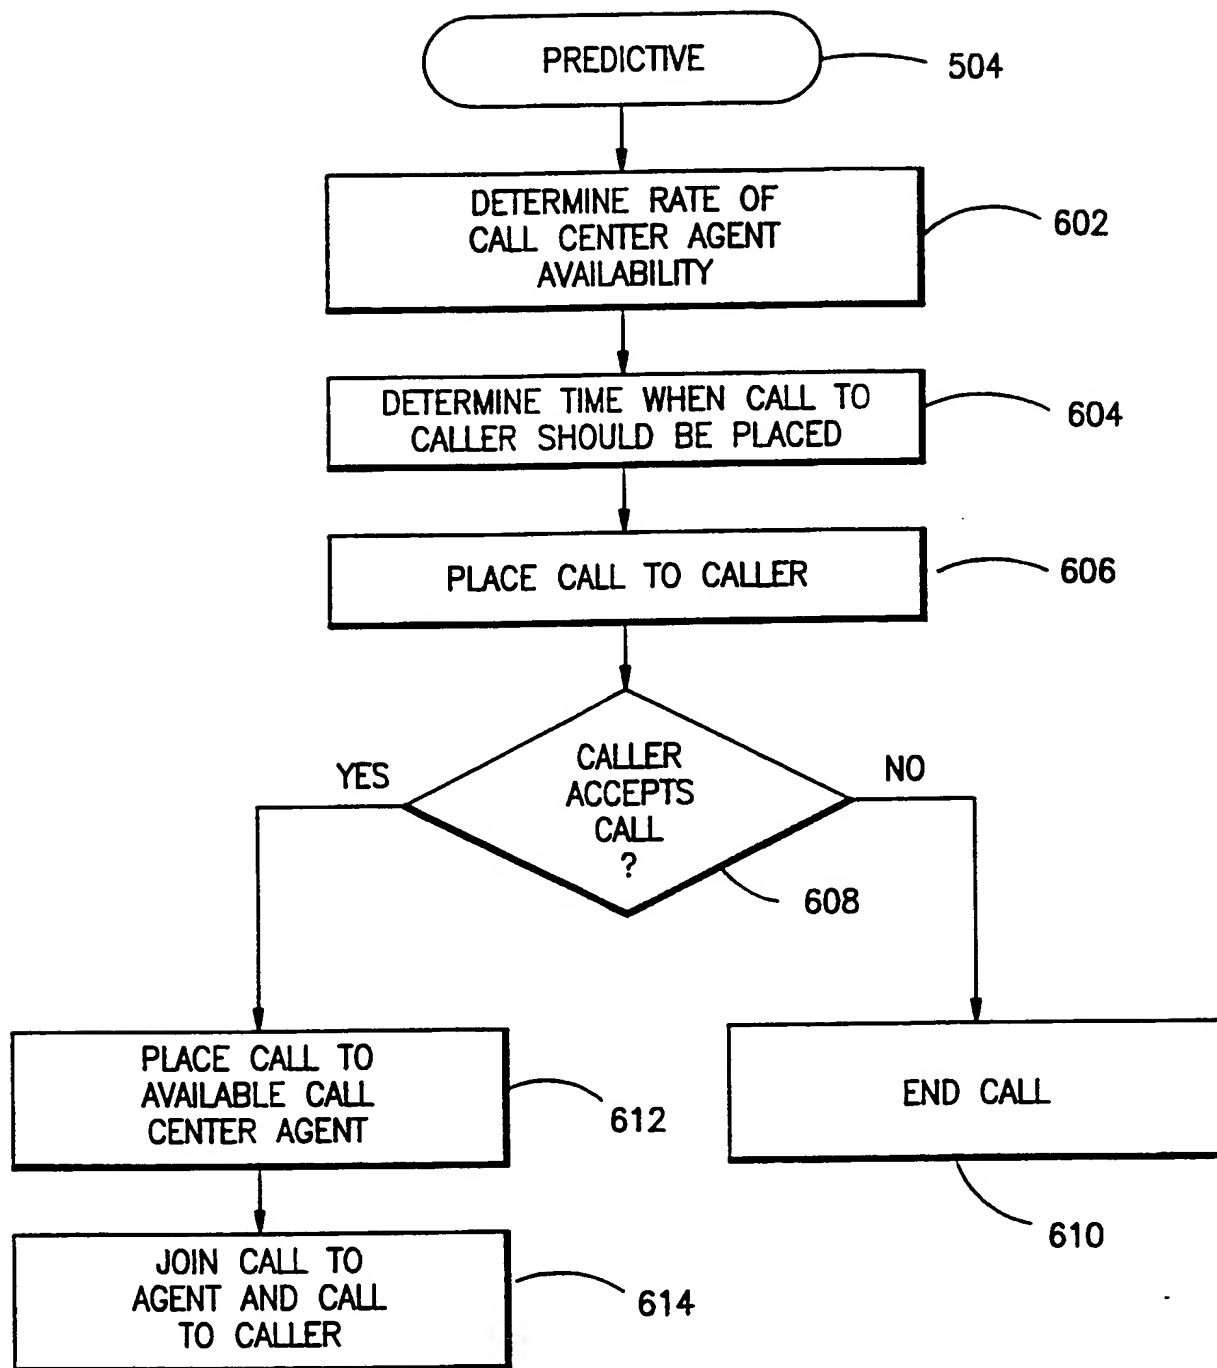 PREDICTIVE
504
DETERMINE RATE OF
CALL CENTER AGENT
AVAILABILITY
602
DETERMINE TIME WHEN CALL TO
CALLER SHOULD BE PLACED
604
PLACE CALL TO CALLER
606
CALLER
ACCEPTS
CALL
?
YES
NO
608
PLACE CALL TO
AVAILABLE CALL
CENTER AGENT
612
END CALL
610
JOIN CALL TO
AGENT AND CALL
TO CALLER
614